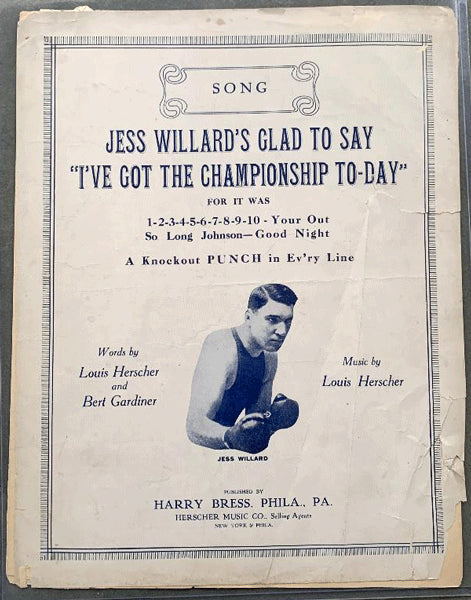 SONG
JESS WILLARD'S GLAD TO SAY
"I'VE GOT THE CHAMPIONSHIP TO-DAY"
FOR IT WAS
1-2-3-4-5-6-7-8-9-10 - Your Out
So Long Johnson—Good Night
A Knockout PUNCH in Ev'ry Line
Words by
Louis Herscher
and
Bert Gardiner
Music by
Louis Herscher
JESS WILLARD
PUBLISHED BY
HARRY BRESS, PHILA., PA.
HERSCHER MUSIC CO., Selling Agents
NEW YORK & PHILA.